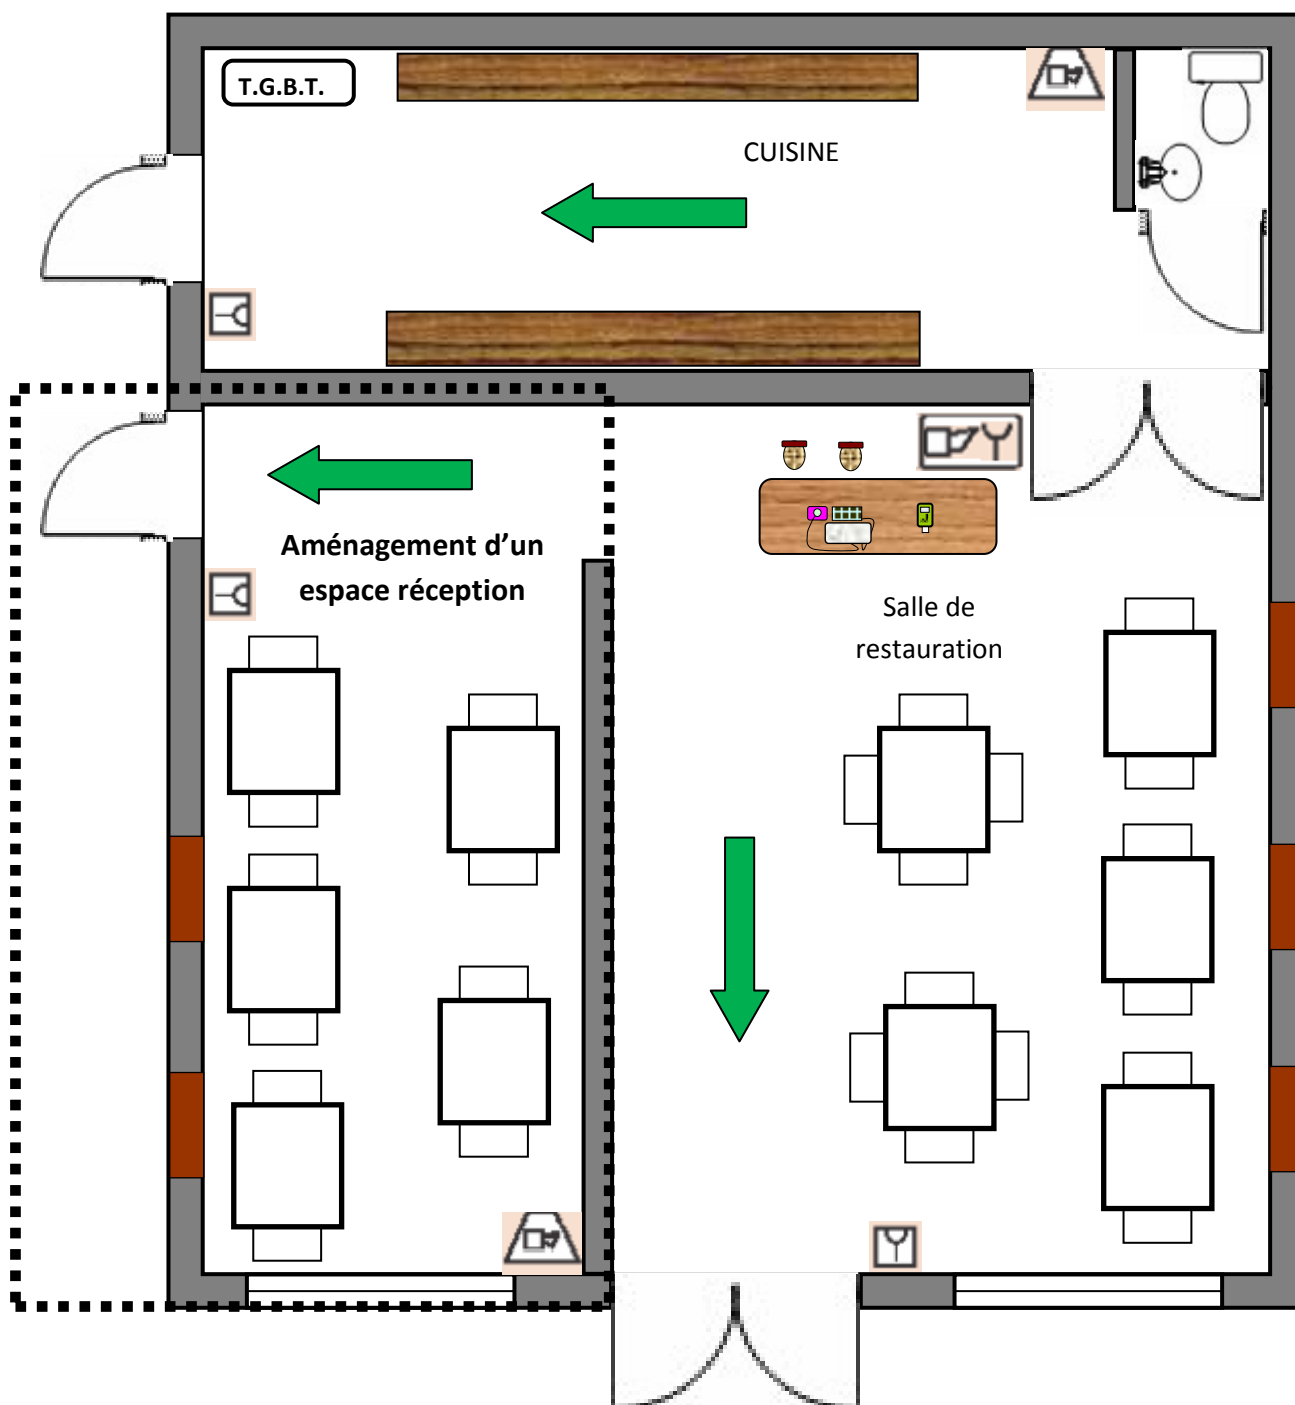 T.G.B.T.
CUISINE
Aménagement d’un
espace réception
Salle de
restauration